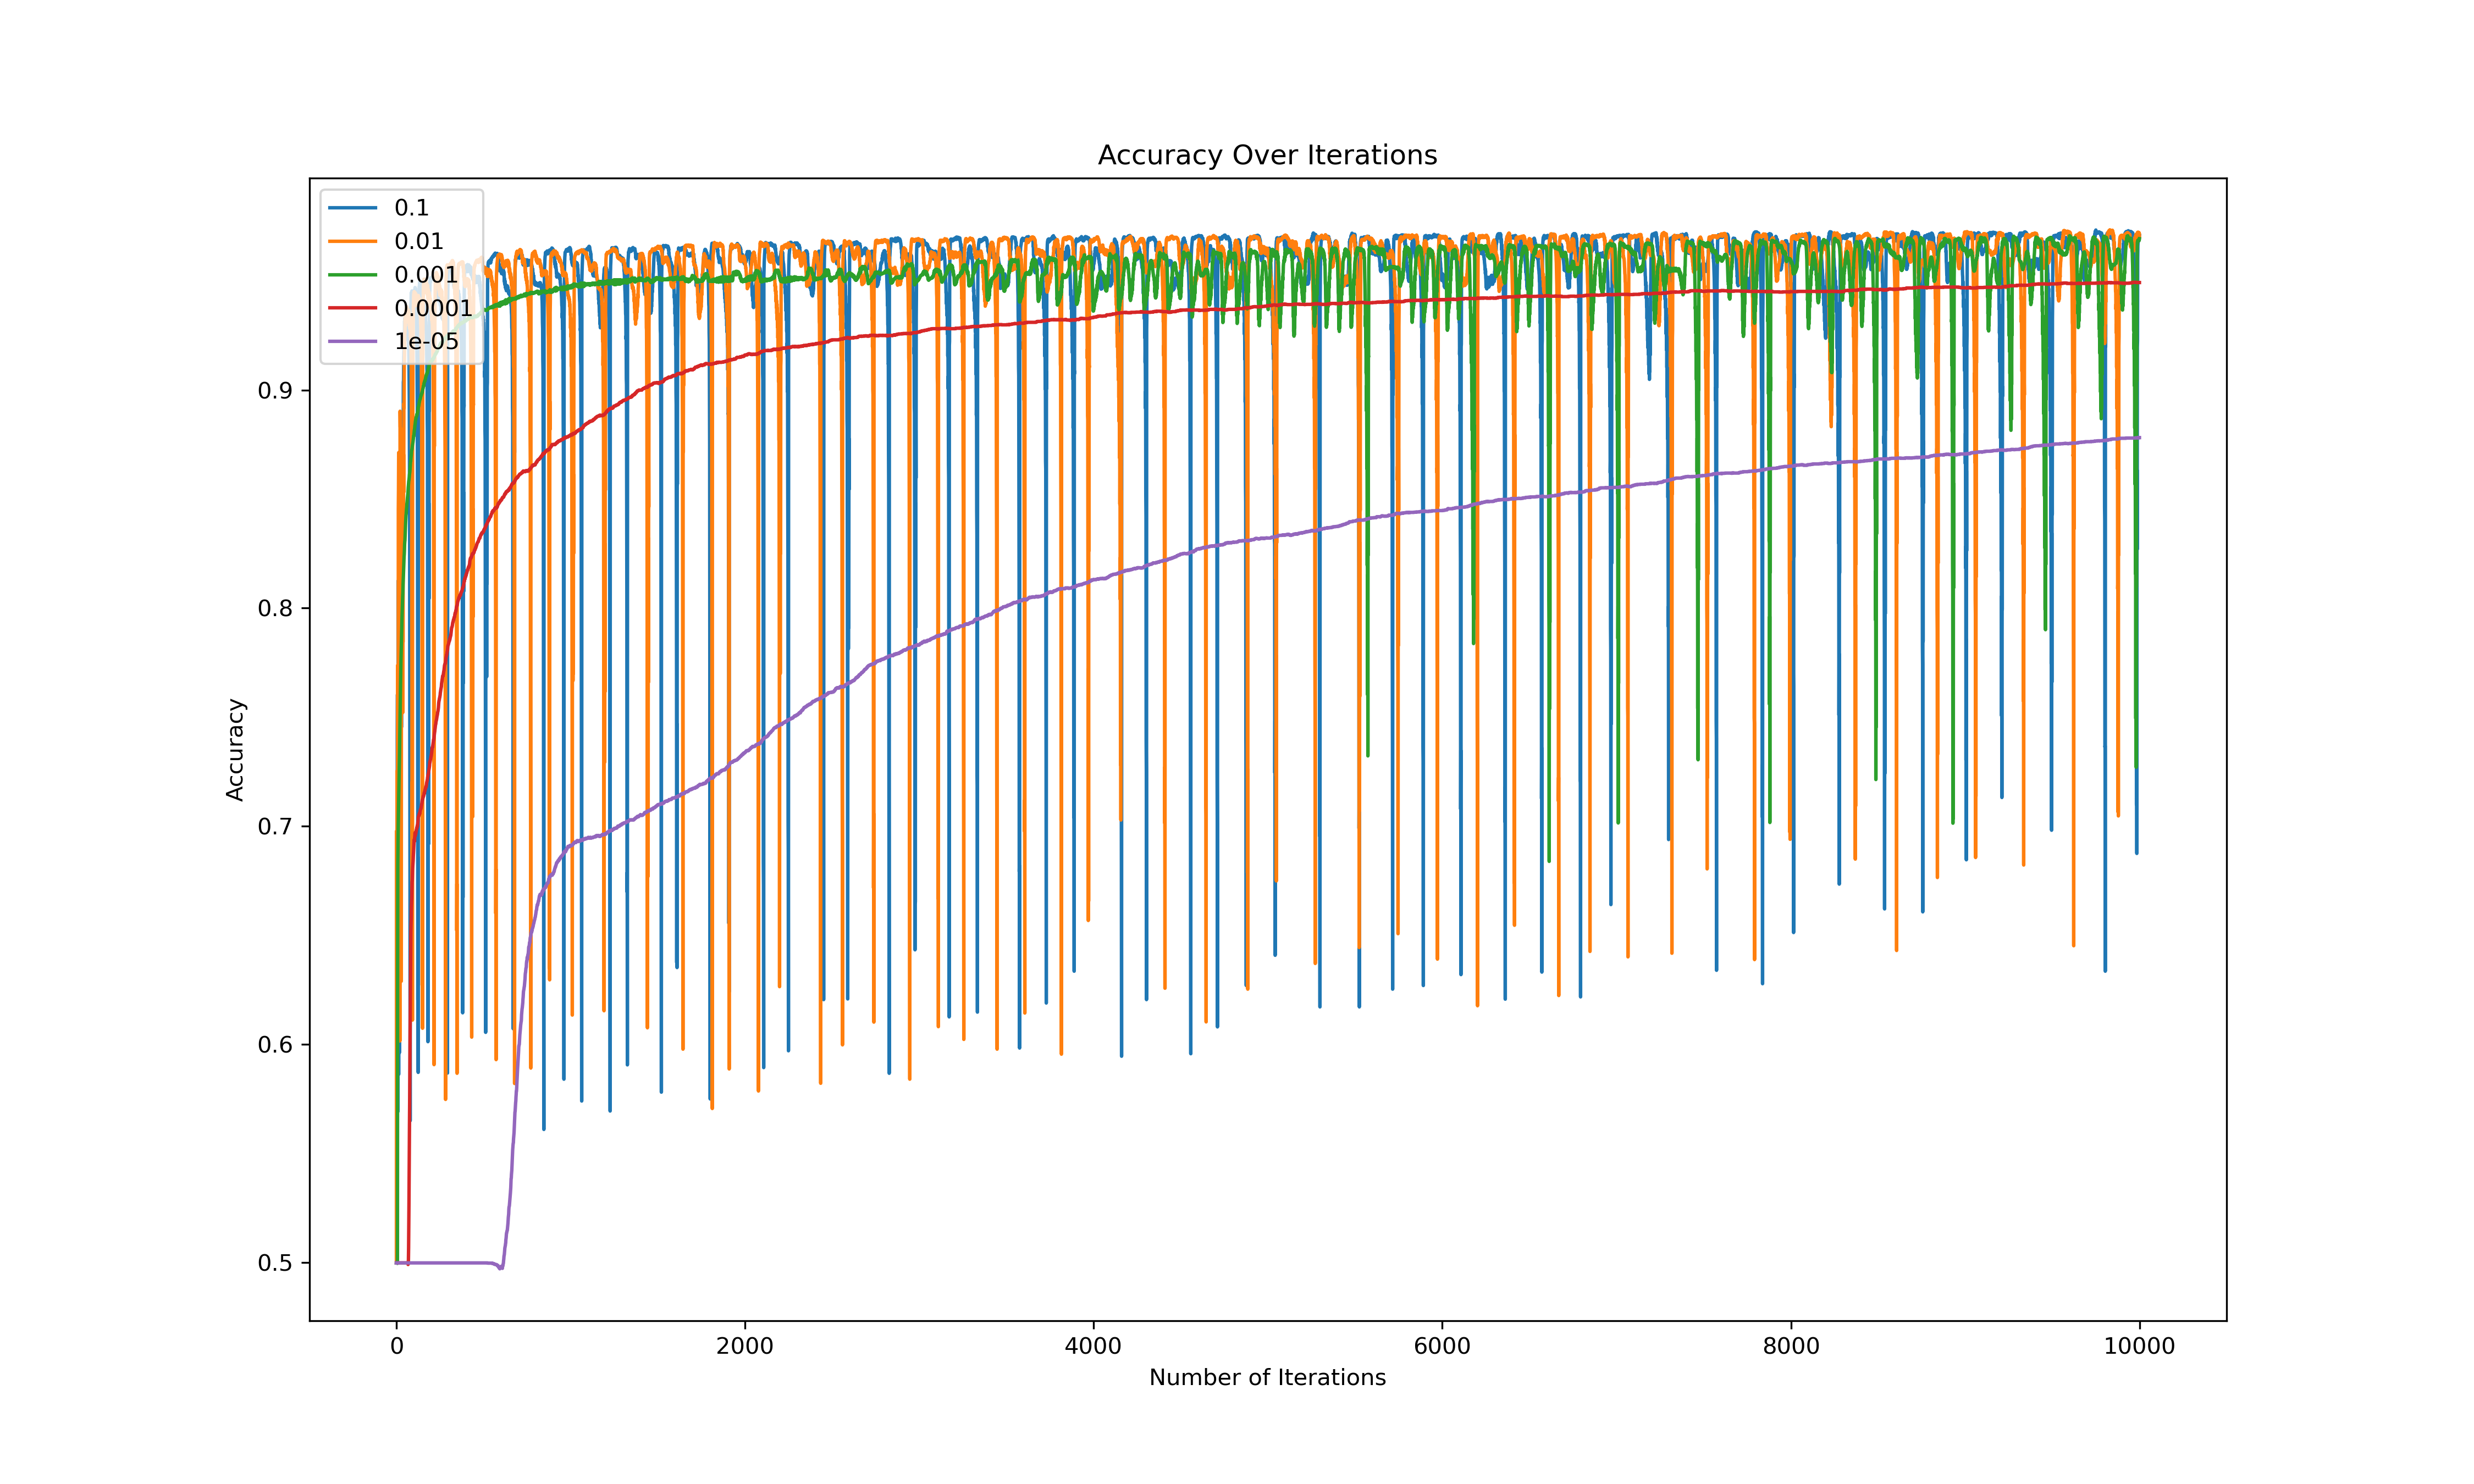 Accuracy Over Iterations
0.1
0.01
0.001
0.0001
1e-05
0.9
0.8
0.7
0.6
0.5
Accuracy
0 2000 4000 6000 8000 10000
Number of Iterations